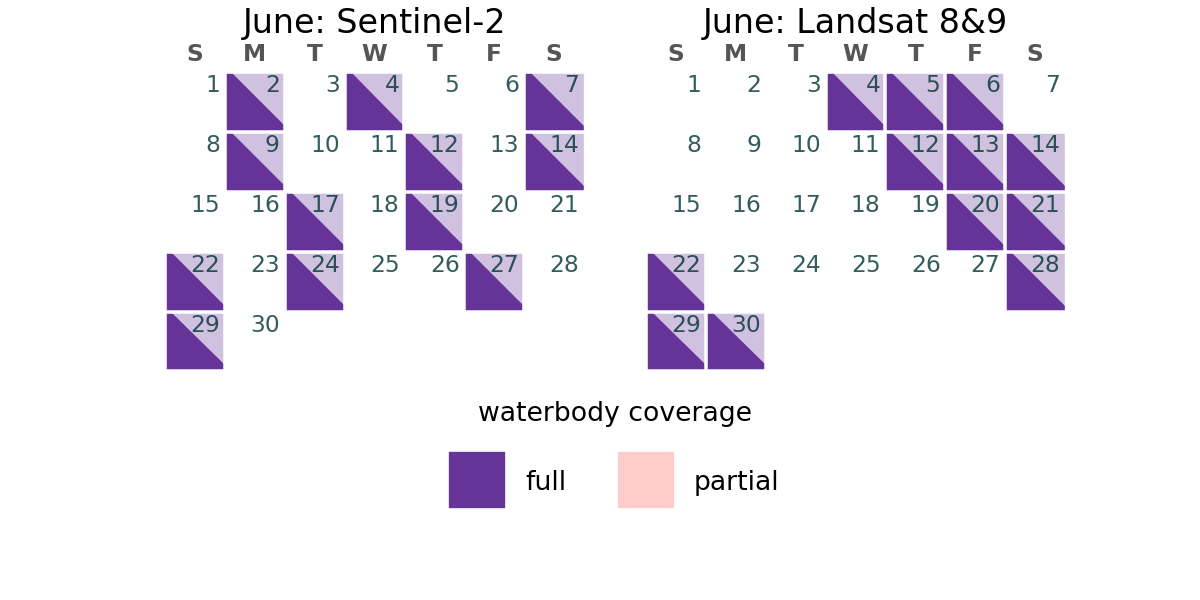 June: Sentinel-2
S M T W T F S
1 2 3 4 5 6 7
8 9 10 11 12 13 14
15 16 17 18 19 20 21
22 23 24 25 26 27 28
29 30
June: Landsat 8&9
S M T W T F S
1 2 3 4 5 6 7
8 9 10 11 12 13 14
15 16 17 18 19 20 21
22 23 24 25 26 27 28
29 30
waterbody coverage
full partial